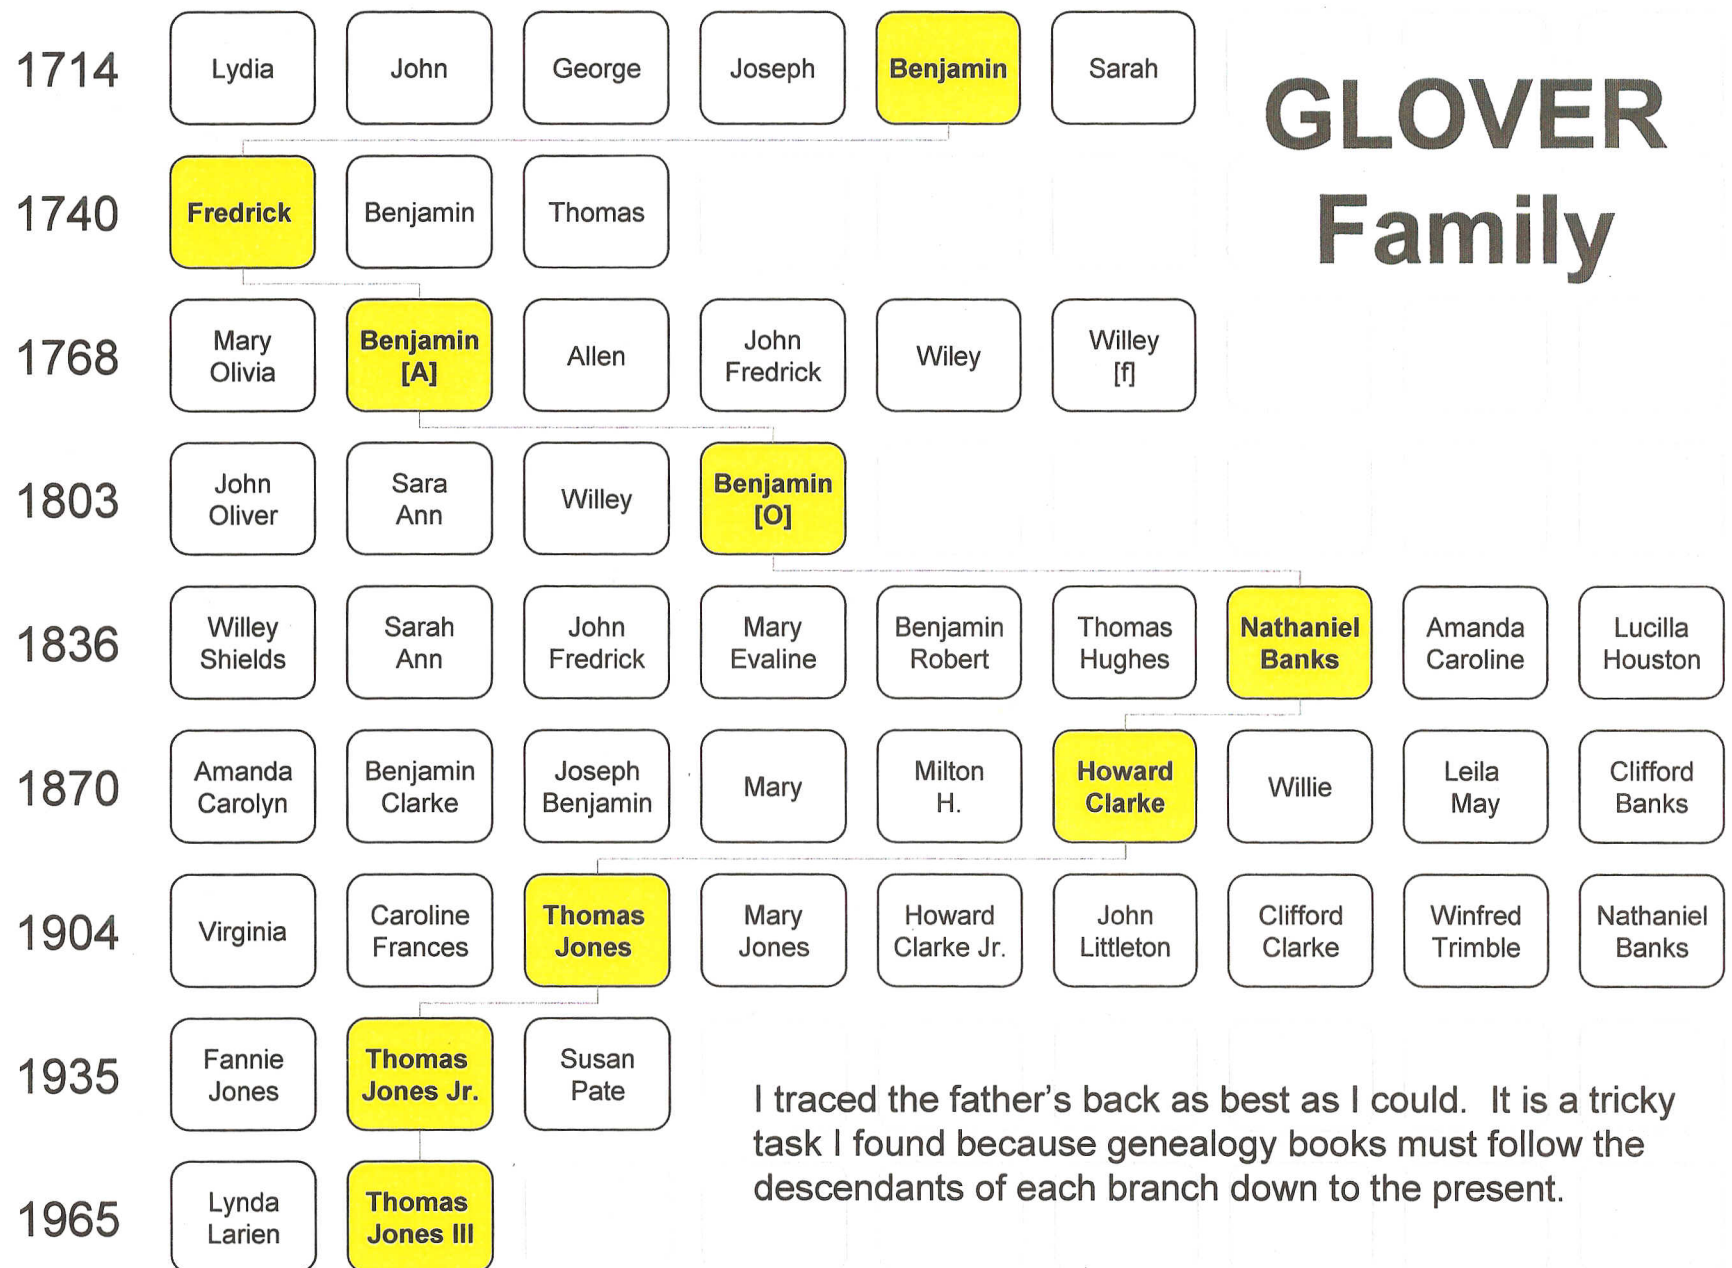 GLOVER
Family
1714
Lydia
John
George
Joseph
Benjamin
Sarah
1740
Fredrick
Benjamin
Thomas
1768
Mary
Olivia
Benjamin
[A]
Allen
John
Fredrick
Wiley
Willey
[f]
1803
John
Oliver
Sara
Ann
Willey
Benjamin
[O]
1836
Willey
Shields
Sarah
Ann
John
Fredrick
Mary
Evaline
Benjamin
Robert
Thomas
Hughes
Nathaniel
Banks
Amanda
Caroline
Lucilla
Houston
1870
Amanda
Carolyn
Benjamin
Clarke
Joseph
Benjamin
Mary
Milton
H.
Howard
Clarke
Willie
Leila
May
Clifford
Banks
1904
Virginia
Caroline
Frances
Thomas
Jones
Mary
Jones
Howard
Clarke Jr.
John
Littleton
Clifford
Clarke
Winfred
Trimble
Nathaniel
Banks
1935
Fannie
Jones
Thomas
Jones Jr.
Susan
Pate
1965
Lynda
Larien
Thomas
Jones III
I traced the father's back as best as I could.  It is a tricky
task I found because genealogy books must follow the
descendants of each branch down to the present.